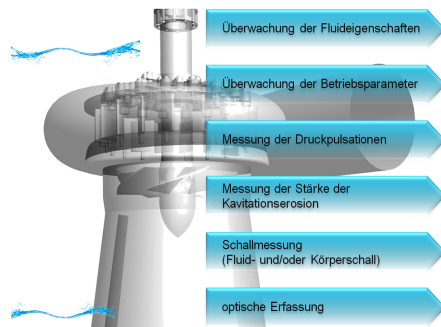 Überwachung der Fluideigenschaften
Überwachung der Betriebsparameter
Messung der Druckpulsationen
Messung der Stärke der
Kavitationserosion
Schallmessung
(Fluid- und/oder Körperschall)
optische Erfassung